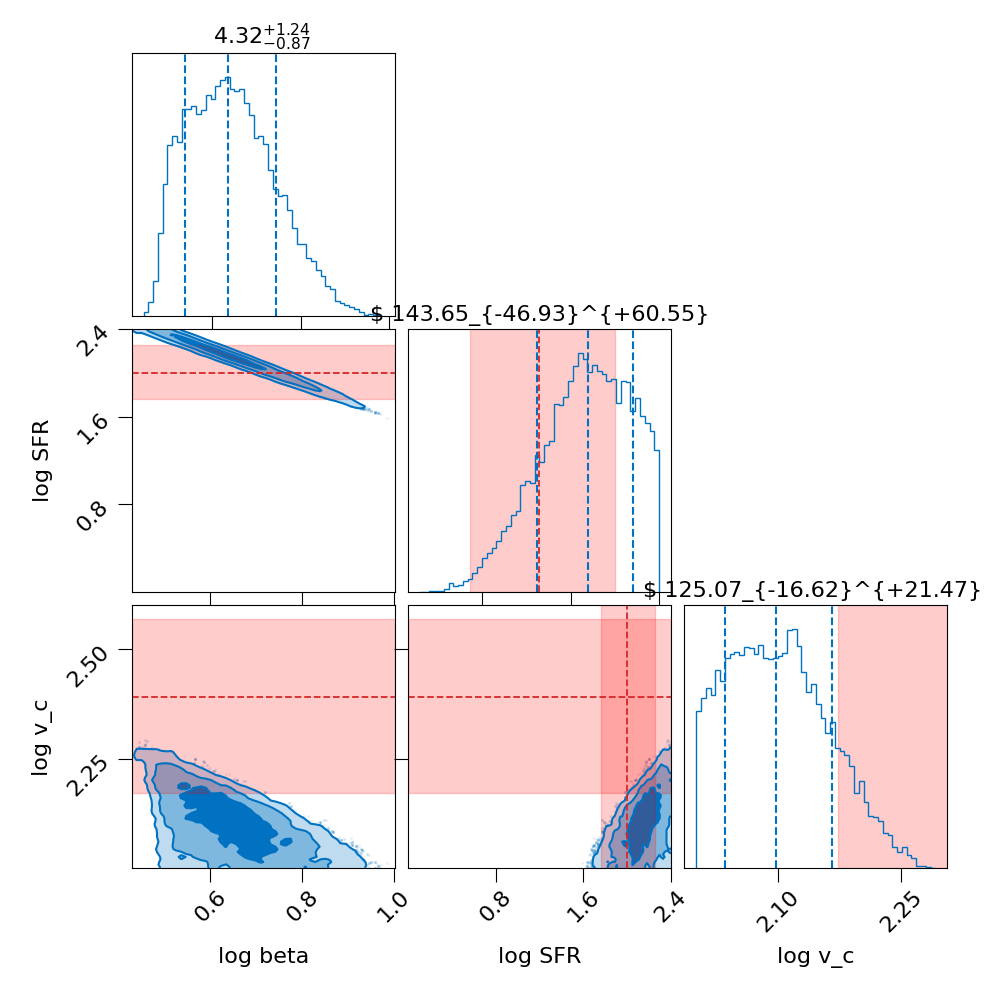 4.32^{+1.24}_{-0.87}
2.4
1.6
0.8
log SFR
$ 143.65_{-46.93}^{+60.55}
2.50
2.25
log v_c
$ 125.07_{-16.62}^{+21.47}
0.6 0.8 1.0
0.8 1.6 2.4
2.10 2.25
log beta
log SFR
log v_c